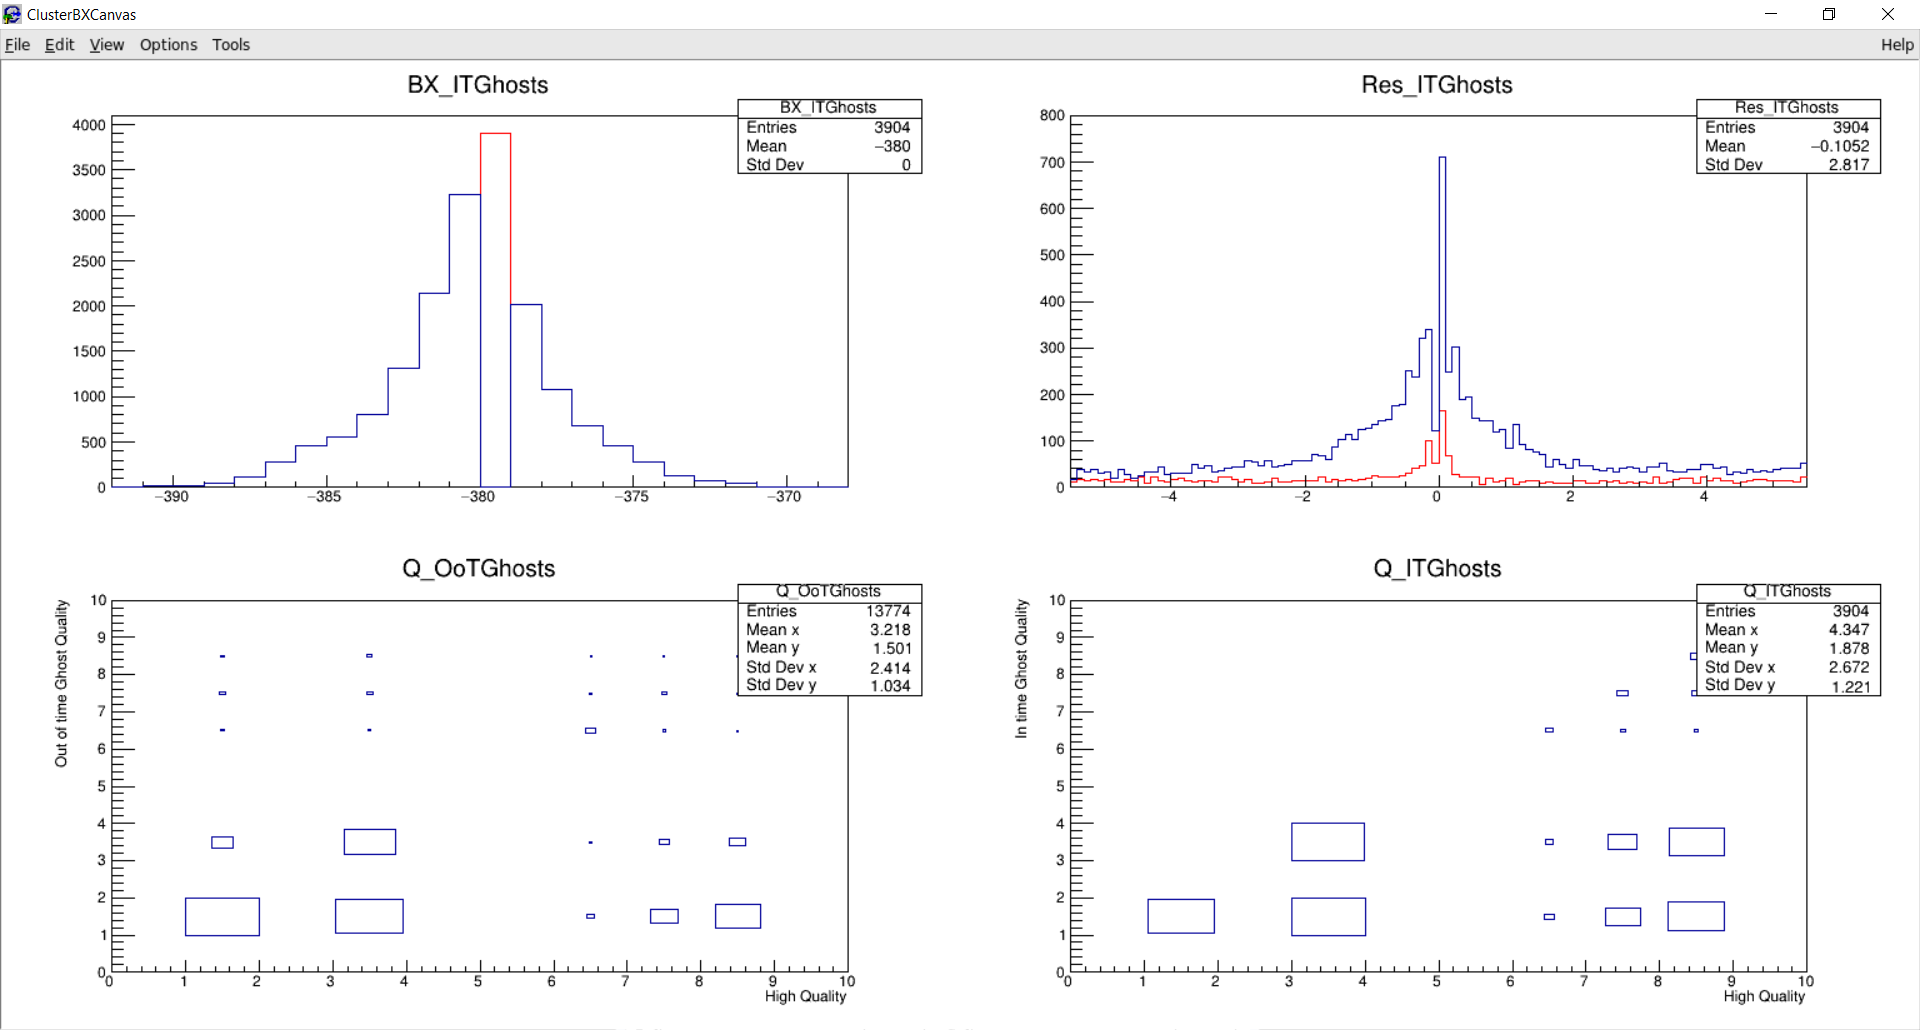 ClusterBXCanvas
File Edit View Options Tools Help
BX_ITGhosts
BX_ITGhosts
Entries 3904
Mean −380
Std Dev 0
4000
3500
3000
2500
2000
1500
1000
500
0
−390 −385 −380 −375 −370
Res_ITGhosts
Res_ITGhosts
Entries 3904
Mean −0.1052
Std Dev 2.817
800
700
600
500
400
300
200
100
0
−4 −2 0 2 4
Q_OoTGhosts
Q_OoTGhosts
Entries 13774
Mean x 3.218
Mean y 1.501
Std Dev x 2.414
Std Dev y 1.034
Out of time Ghost Quality
10
9
8
7
6
5
4
3
2
1
0
0 1 2 3 4 5 6 7 8 9 10
High Quality
Q_ITGhosts
Q_ITGhosts
Entries 3904
Mean x 4.347
Mean y 1.878
Std Dev x 2.672
Std Dev y 1.221
In time Ghost Quality
10
9
8
7
6
5
4
3
2
1
0
0 1 2 3 4 5 6 7 8 9 10
High Quality